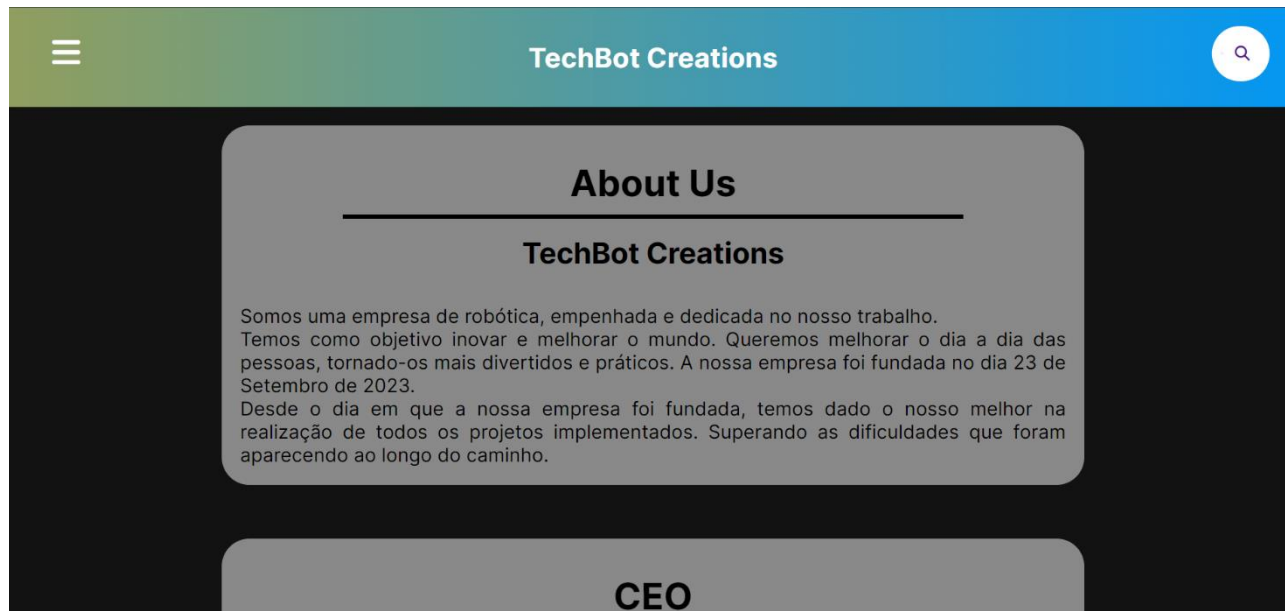 TechBot Creations
About Us
TechBot Creations
Somos uma empresa de robótica, empenhada e dedicada no nosso trabalho.
Temos como objetivo inovar e melhorar o mundo. Queremos melhorar o dia a dia das
pessoas, tornado-os mais divertidos e práticos. A nossa empresa foi fundada no dia 23 de
Setembro de 2023.
Desde o dia em que a nossa empresa foi fundada, temos dado o nosso melhor na
realização de todos os projetos implementados. Superando as dificuldades que foram
aparecendo ao longo do caminho.
CEO